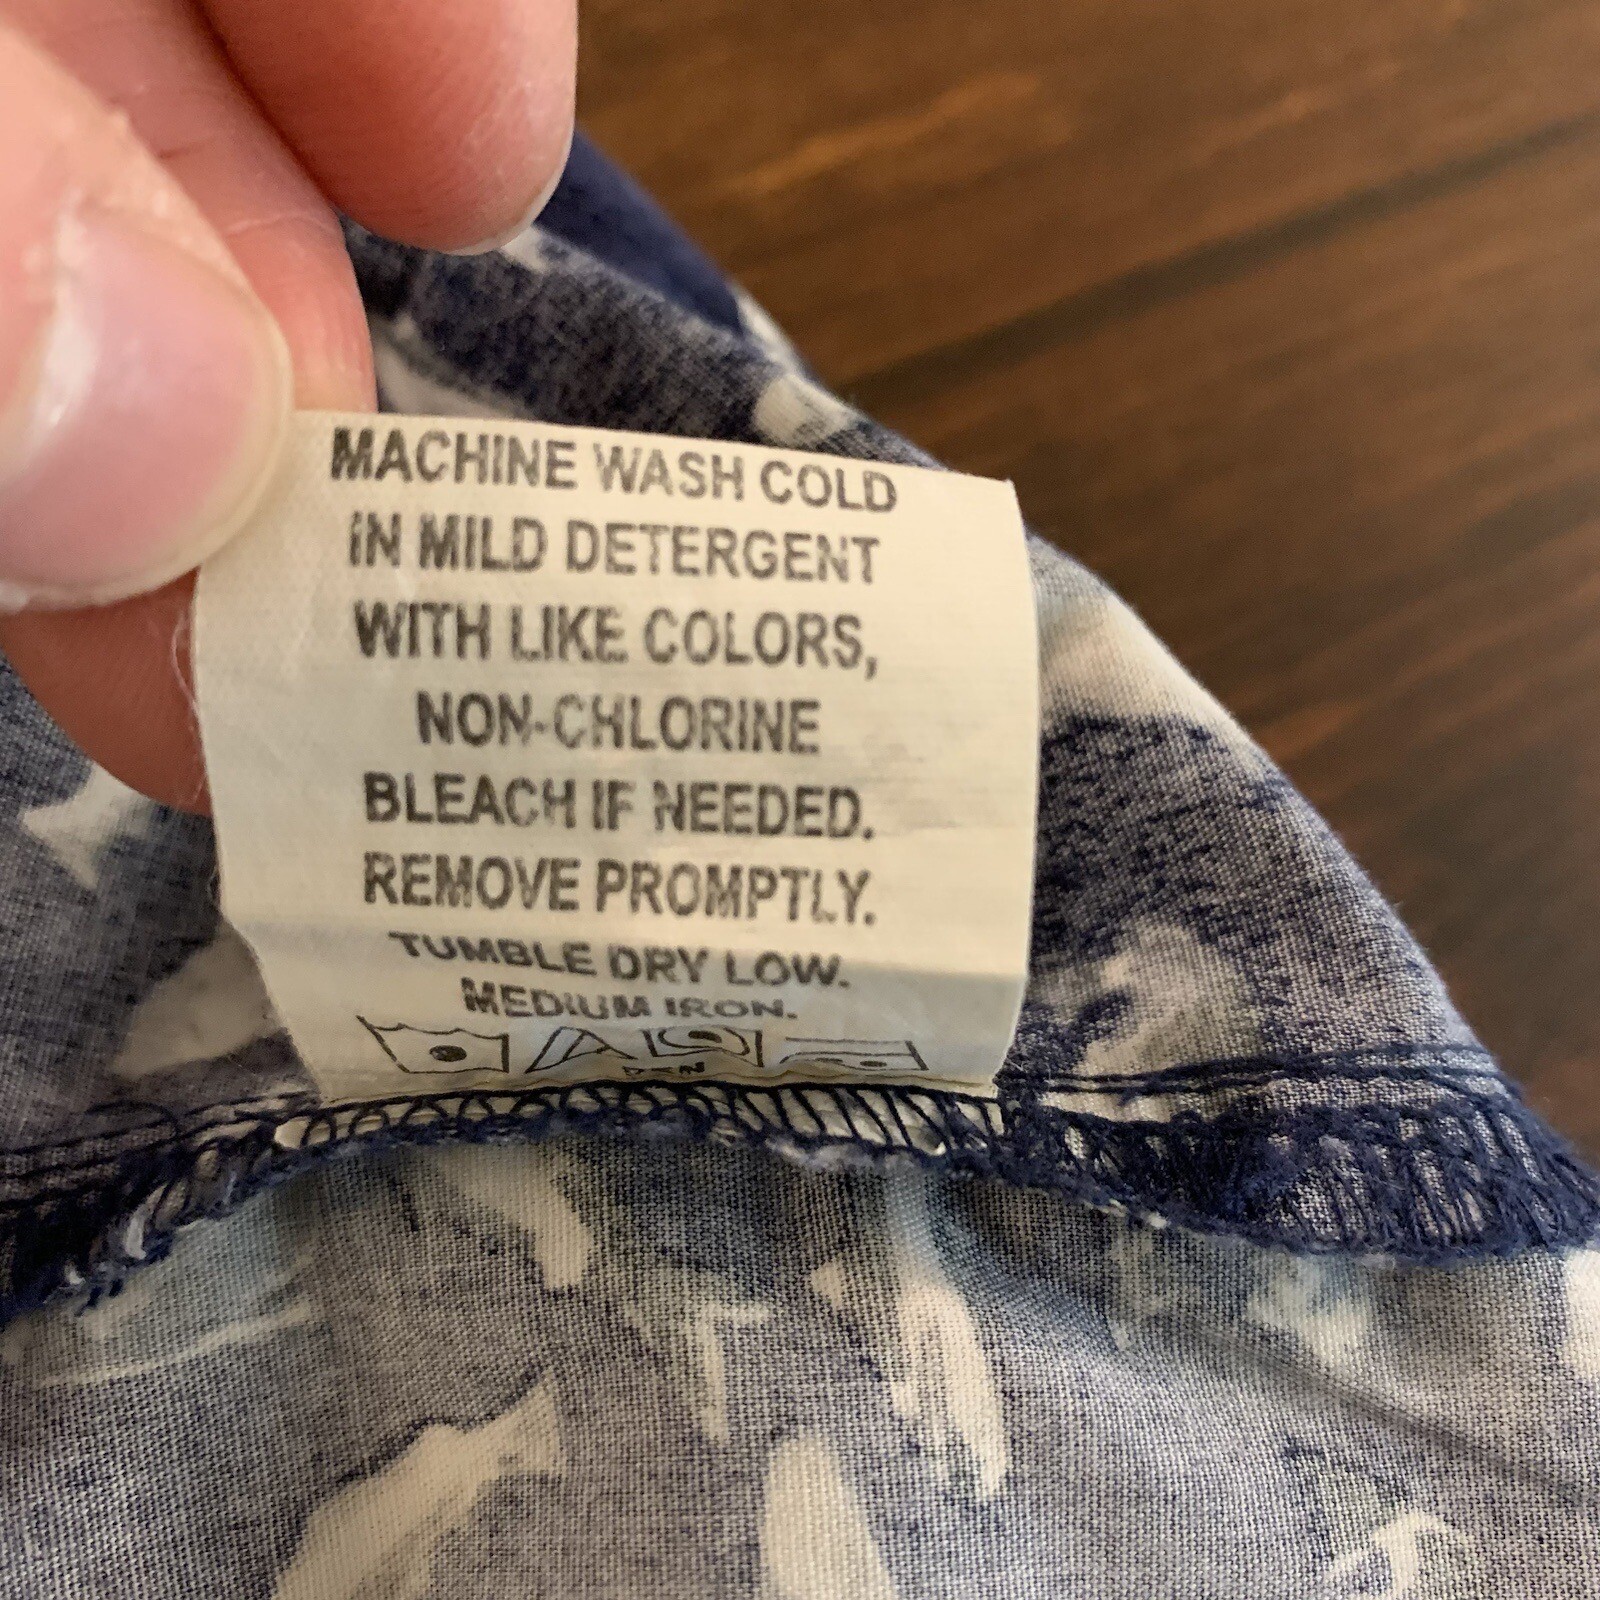 MACHINE WASH COLD
IN MILD DETERGENT
WITH LIKE COLORS,
NON-CHLORINE
BLEACH IF NEEDED.
REMOVE PROMPTLY.
TUMBLE DRY LOW.
MEDIUM IRON.